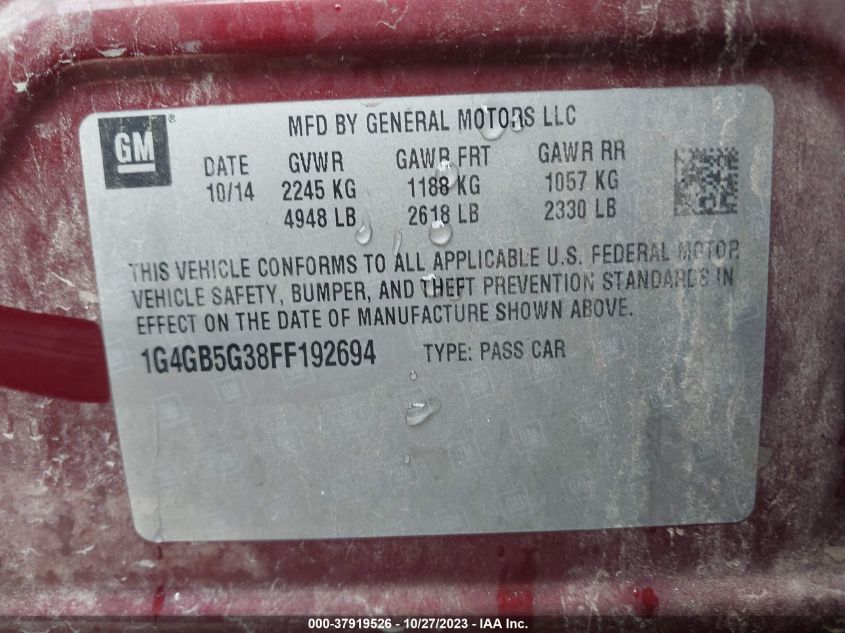 GM®
MFD BY GENERAL MOTORS LLC
DATE GVWR GAWR FRT GAWR RR
10/14 2245 KG 1188 KG 1057 KG
4948 LB 2618 LB 2330 LB
THIS VEHICLE CONFORMS TO ALL APPLICABLE U.S. FEDERAL MOTOR
VEHICLE SAFETY, BUMPER, AND THEFT PREVENTION STANDARDS IN
EFFECT ON THE DATE OF MANUFACTURE SHOWN ABOVE.
1G4GB5G38FF192694 TYPE: PASS CAR
000-37919526 - 10/27/2023 - IAA Inc.